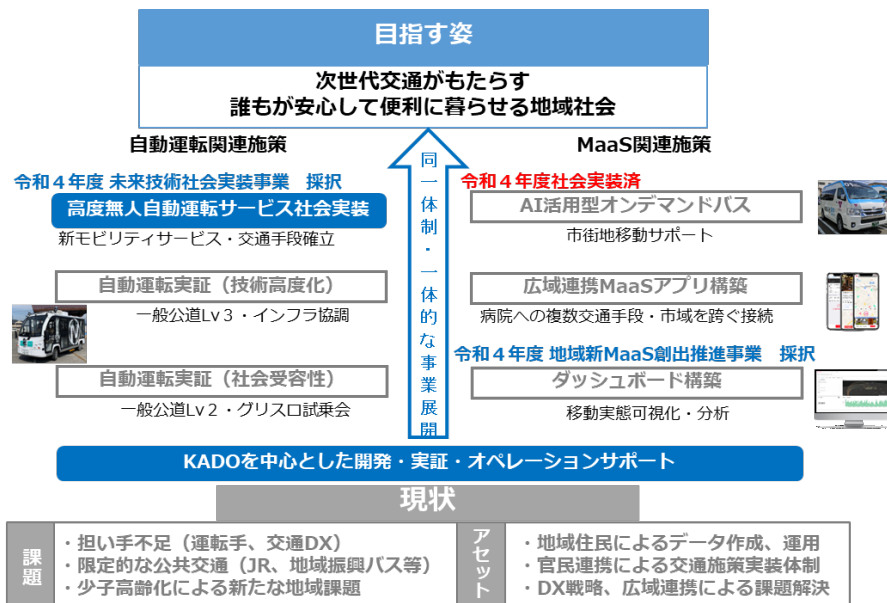 目指す姿
次世代交通がもたらす
誰もが安心して便利に暮らせる地域社会
自動運転関連施策
令和４年度 未来技術社会実装事業　採択
高度無人自動運転サービス社会実装
新モビリティサービス・交通手段確立
自動運転実証（技術高度化）
一般公道Lv３・インフラ協調
自動運転実証（社会受容性）
一般公道Lv２・グリスロ試乗会
同一体制・一体的な事業展開
MaaS関連施策
令和４年度社会実装済
AI活用型オンデマンドバス
市街地移動サポート
広域連携MaaSアプリ構築
病院への複数交通手段・市域を跨ぐ接続
令和４年度 地域新MaaS創出推進事業　採択
ダッシュボード構築
移動実態可視化・分析
KADOを中心とした開発・実証・オペレーションサポート
現状
課題
・担い手不足（運転手、交通DX）
・限定的な公共交通（JR、地域振興バス等）
・少子高齢化による新たな地域課題
アセット
・地域住民によるデータ作成、運用
・官民連携による交通施策実装体制
・DX戦略、広域連携による課題解決